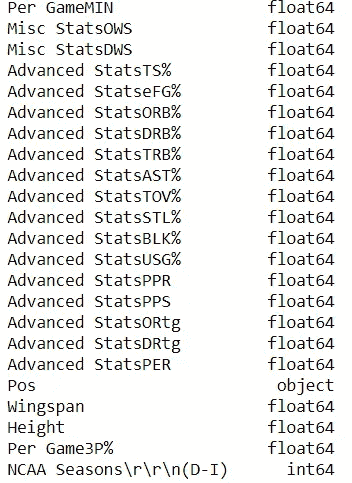 Per GameMIN float64
Misc StatsOWS float64
Misc StatsDWS float64
Advanced StatsTS% float64
Advanced StatseFG% float64
Advanced StatsORB% float64
Advanced StatsDRB% float64
Advanced StatsTRB% float64
Advanced StatsAST% float64
Advanced StatsTOV% float64
Advanced StatsSTL% float64
Advanced StatsBLK% float64
Advanced StatsUSG% float64
Advanced StatsPPR float64
Advanced StatsPPS float64
Advanced StatsORtg float64
Advanced StatsDRtg float64
Advanced StatsPER float64
Pos object
Wingspan float64
Height float64
Per Game3P% float64
NCAA Seasons\r\r\n(D-I) int64